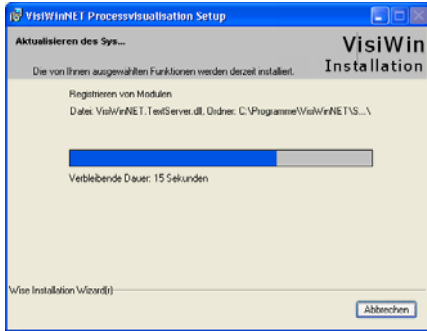 VisiWinNET Processvisualisation Setup
Aktualisieren des Sys...
VisiWin
Installation
Die von Ihnen ausgewählten Funktionen werden derzeit installiert.
Registrieren von Modulen
Datei: VisiWinNET.TextServer.dll, Ordner: C:\Programme\VisiWinNET\S...\
Verbleibende Dauer: 15 Sekunden
Wise Installation Wizard(r)
Abbrechen